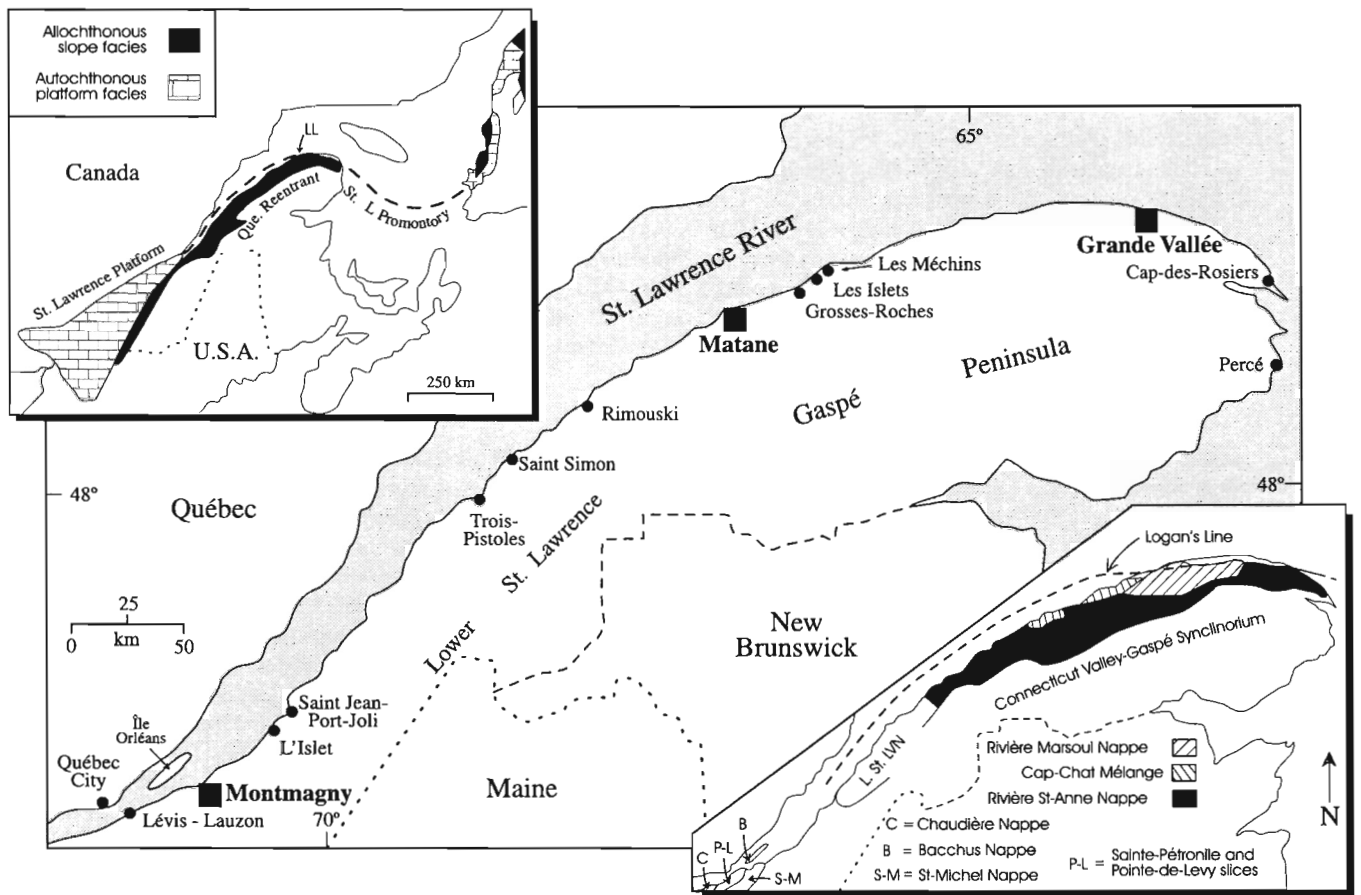 Allochthonous
slope facies
Autochthonous
platform facies
LL
Canada
Que. Reentrant
St. L Promontory
St. Lawrence Platform
U.S.A.
250 km
65°
St. Lawrence River
Grande Vallée
Cap-des-Rosiers
Les Méchins
Les Islets
Grosses-Roches
Matane
Peninsula
Percé
Gaspé
Rimouski
Saint Simon
48°
48°
Québec
Trois-
Pistoles
St. Lawrence
Lower
25
0 km 50
New
Brunswick
Saint Jean-
Port-Joli
L'Islet
Île
Orléans
Québec
City
Montmagny
Maine
Lévis - Lauzon
70°
Logan's Line
Connecticut Valley-Gaspé Synclinorium
L. St. LVN
Rivière Marsoul Nappe
Cap-Chat Mélange
Rivière St-Anne Nappe
N
B
P-L
C
S-M
C = Chaudière Nappe
B = Bacchus Nappe
S-M = St-Michel Nappe
P-L = Sainte-Pétronile and
Pointe-de-Levy slices